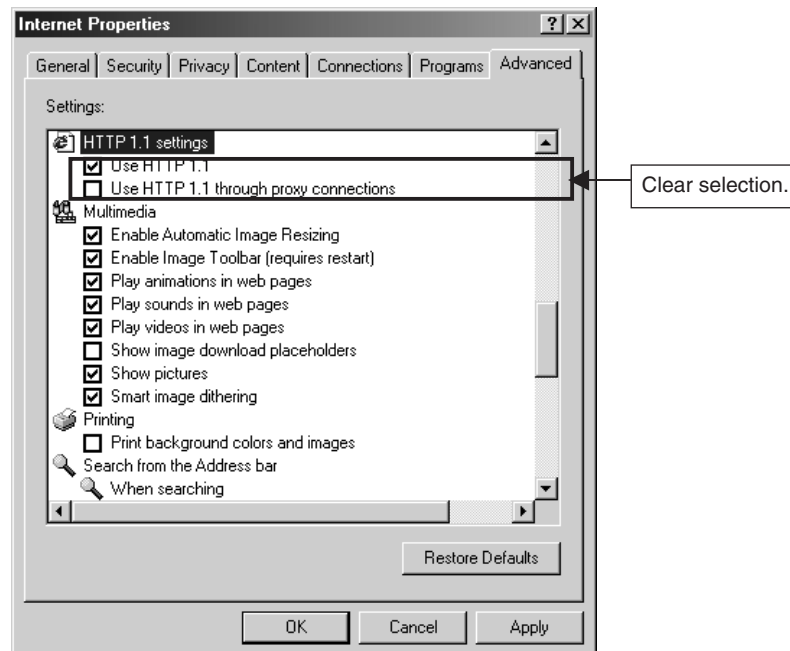 Internet Properties
General Security Privacy Content Connections Programs Advanced
Settings:
HTTP 1.1 settings
Use HTTP 1.1
Use HTTP 1.1 through proxy connections
Clear selection.
Multimedia
Enable Automatic Image Resizing
Enable Image Toolbar (requires restart)
Play animations in web pages
Play sounds in web pages
Play videos in web pages
Show image download placeholders
Show pictures
Smart image dithering
Printing
Print background colors and images
Search from the Address bar
When searching
Restore Defaults
OK Cancel Apply